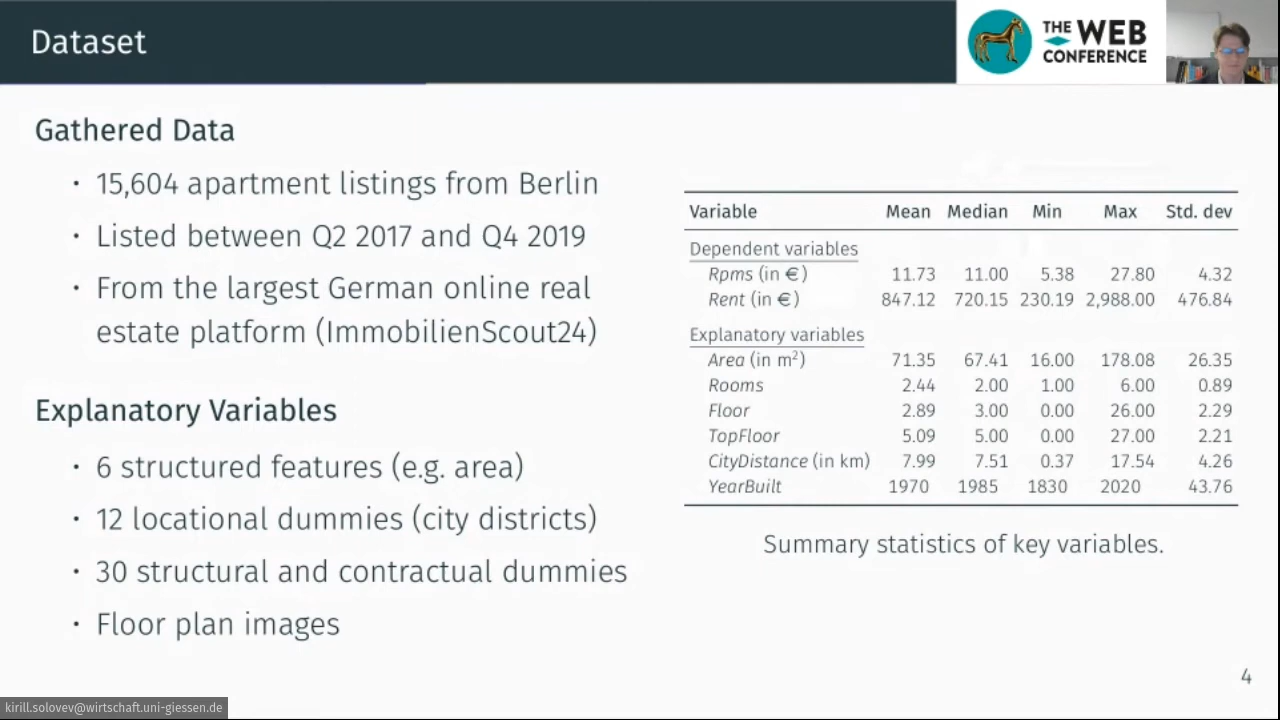 Dataset
THE WEB
CONFERENCE
Gathered Data
• 15,604 apartment listings from Berlin
• Listed between Q2 2017 and Q4 2019
• From the largest German online real
estate platform (ImmobilienScout24)
Explanatory Variables
• 6 structured features (e.g. area)
• 12 locational dummies (city districts)
• 30 structural and contractual dummies
• Floor plan images
Variable Mean Median Min Max Std. dev
Dependent variables
Rpms (in €) 11.73 11.00 5.38 27.80 4.32
Rent (in €) 847.12 720.15 230.19 2,988.00 476.84
Explanatory variables
Area (in m²) 71.35 67.41 16.00 178.08 26.35
Rooms 2.44 2.00 1.00 6.00 0.89
Floor 2.89 3.00 0.00 26.00 2.29
TopFloor 5.09 5.00 0.00 27.00 2.21
CityDistance (in km) 7.99 7.51 0.37 17.54 4.26
YearBuilt 1970 1985 1830 2020 43.76
Summary statistics of key variables.
4
kirill.solovev@wirtschaft.uni-giessen.de